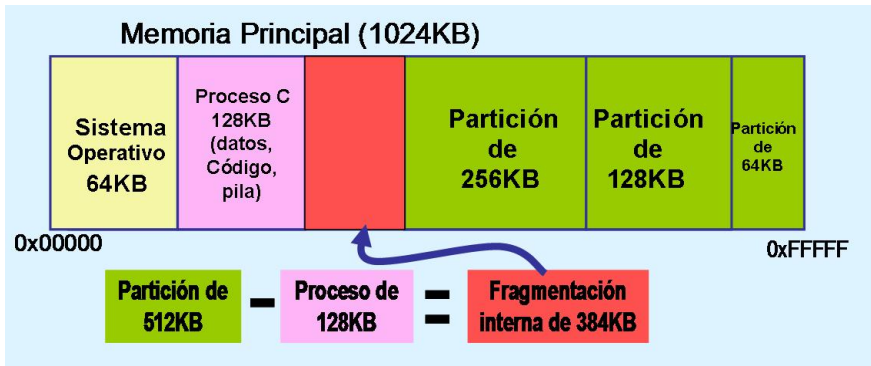 Memoria Principal (1024KB)
Sistema
Operativo
64KB
Proceso C
128KB
(datos,
Código,
pila)
Partición
de
256KB
Partición
de
128KB
Partición
de
64KB
0x00000
0xFFFFF
Partición de
512KB
-
Proceso de
128KB
=
Fragmentación
interna de 384KB